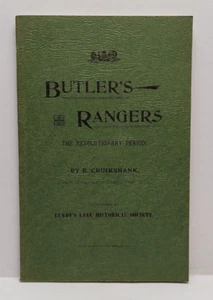 BUTLER'S
RANGERS
THE REVOLUTIONARY PERIOD.
BY E. CRUIKSHANK,
LUNDY'S LANE HISTORICAL SOCIETY.